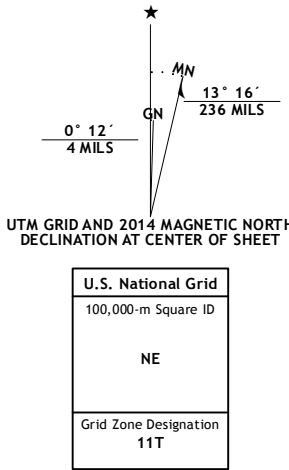 ★
MN
GN
13° 16´
236 MILS
0° 12´
4 MILS
UTM GRID AND 2014 MAGNETIC NORTH
DECLINATION AT CENTER OF SHEET
U.S. National Grid
100,000-m Square ID
NE
Grid Zone Designation
11T